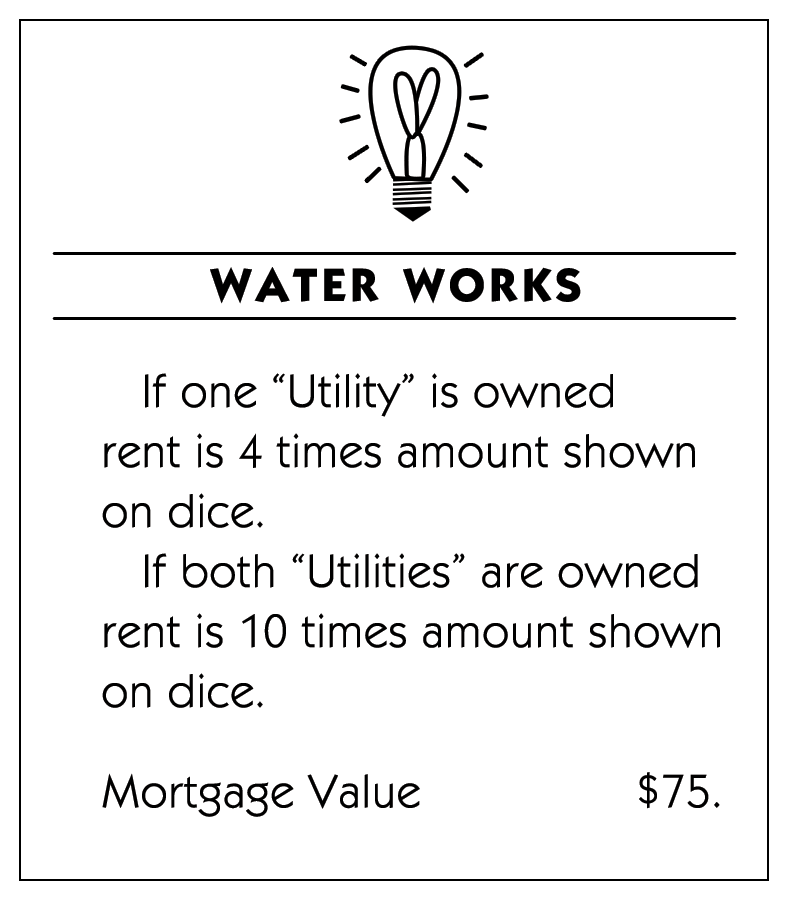 WATER WORKS
If one “Utility” is owned
rent is 4 times amount shown
on dice.
If both “Utilities” are owned
rent is 10 times amount shown
on dice.
Mortgage Value $75.